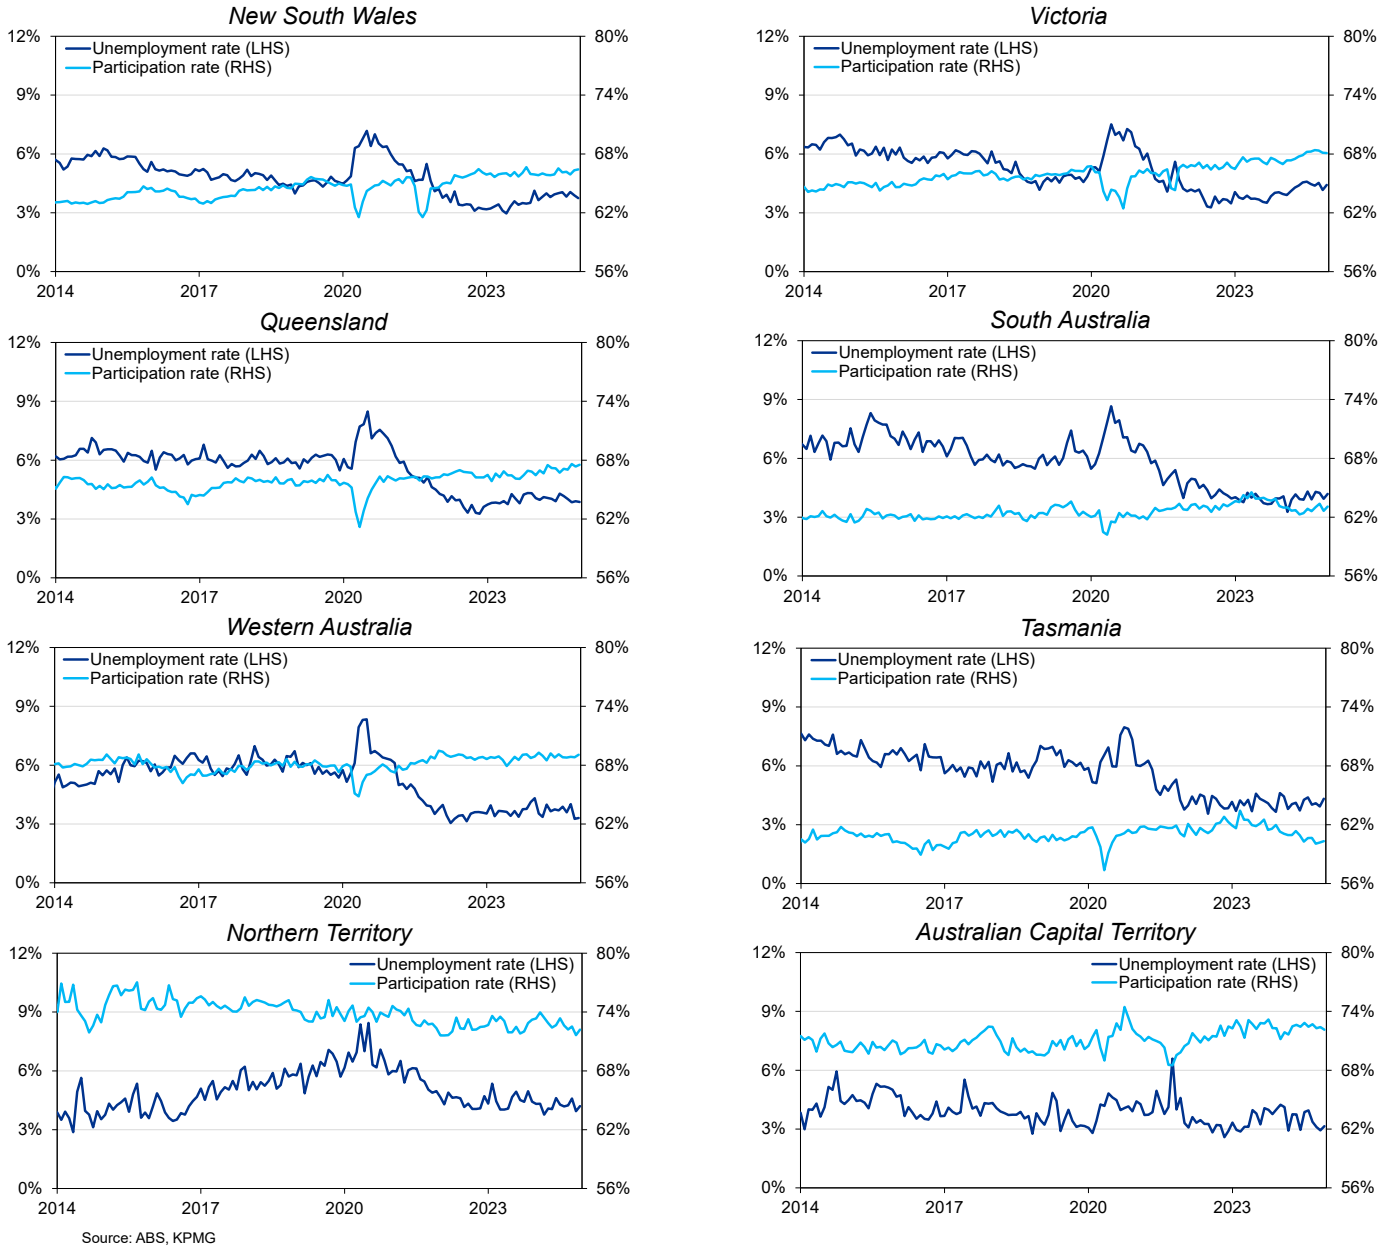 New South Wales
12%
9%
6%
3%
0%
80%
74%
68%
62%
56%
Unemployment rate (LHS)
Participation rate (RHS)
2014 2017 2020 2023
Victoria
12%
9%
6%
3%
0%
80%
74%
68%
62%
56%
Unemployment rate (LHS)
Participation rate (RHS)
2014 2017 2020 2023
Queensland
12%
9%
6%
3%
0%
80%
74%
68%
62%
56%
Unemployment rate (LHS)
Participation rate (RHS)
2014 2017 2020 2023
South Australia
12%
9%
6%
3%
0%
80%
74%
68%
62%
56%
Unemployment rate (LHS)
Participation rate (RHS)
2014 2017 2020 2023
Western Australia
12%
9%
6%
3%
0%
80%
74%
68%
62%
56%
Unemployment rate (LHS)
Participation rate (RHS)
2014 2017 2020 2023
Tasmania
12%
9%
6%
3%
0%
80%
74%
68%
62%
56%
Unemployment rate (LHS)
Participation rate (RHS)
2014 2017 2020 2023
Northern Territory
12%
9%
6%
3%
0%
80%
74%
68%
62%
56%
Unemployment rate (LHS)
Participation rate (RHS)
2014 2017 2020 2023
Australian Capital Territory
12%
9%
6%
3%
0%
80%
74%
68%
62%
56%
Unemployment rate (LHS)
Participation rate (RHS)
2014 2017 2020 2023
Source: ABS, KPMG